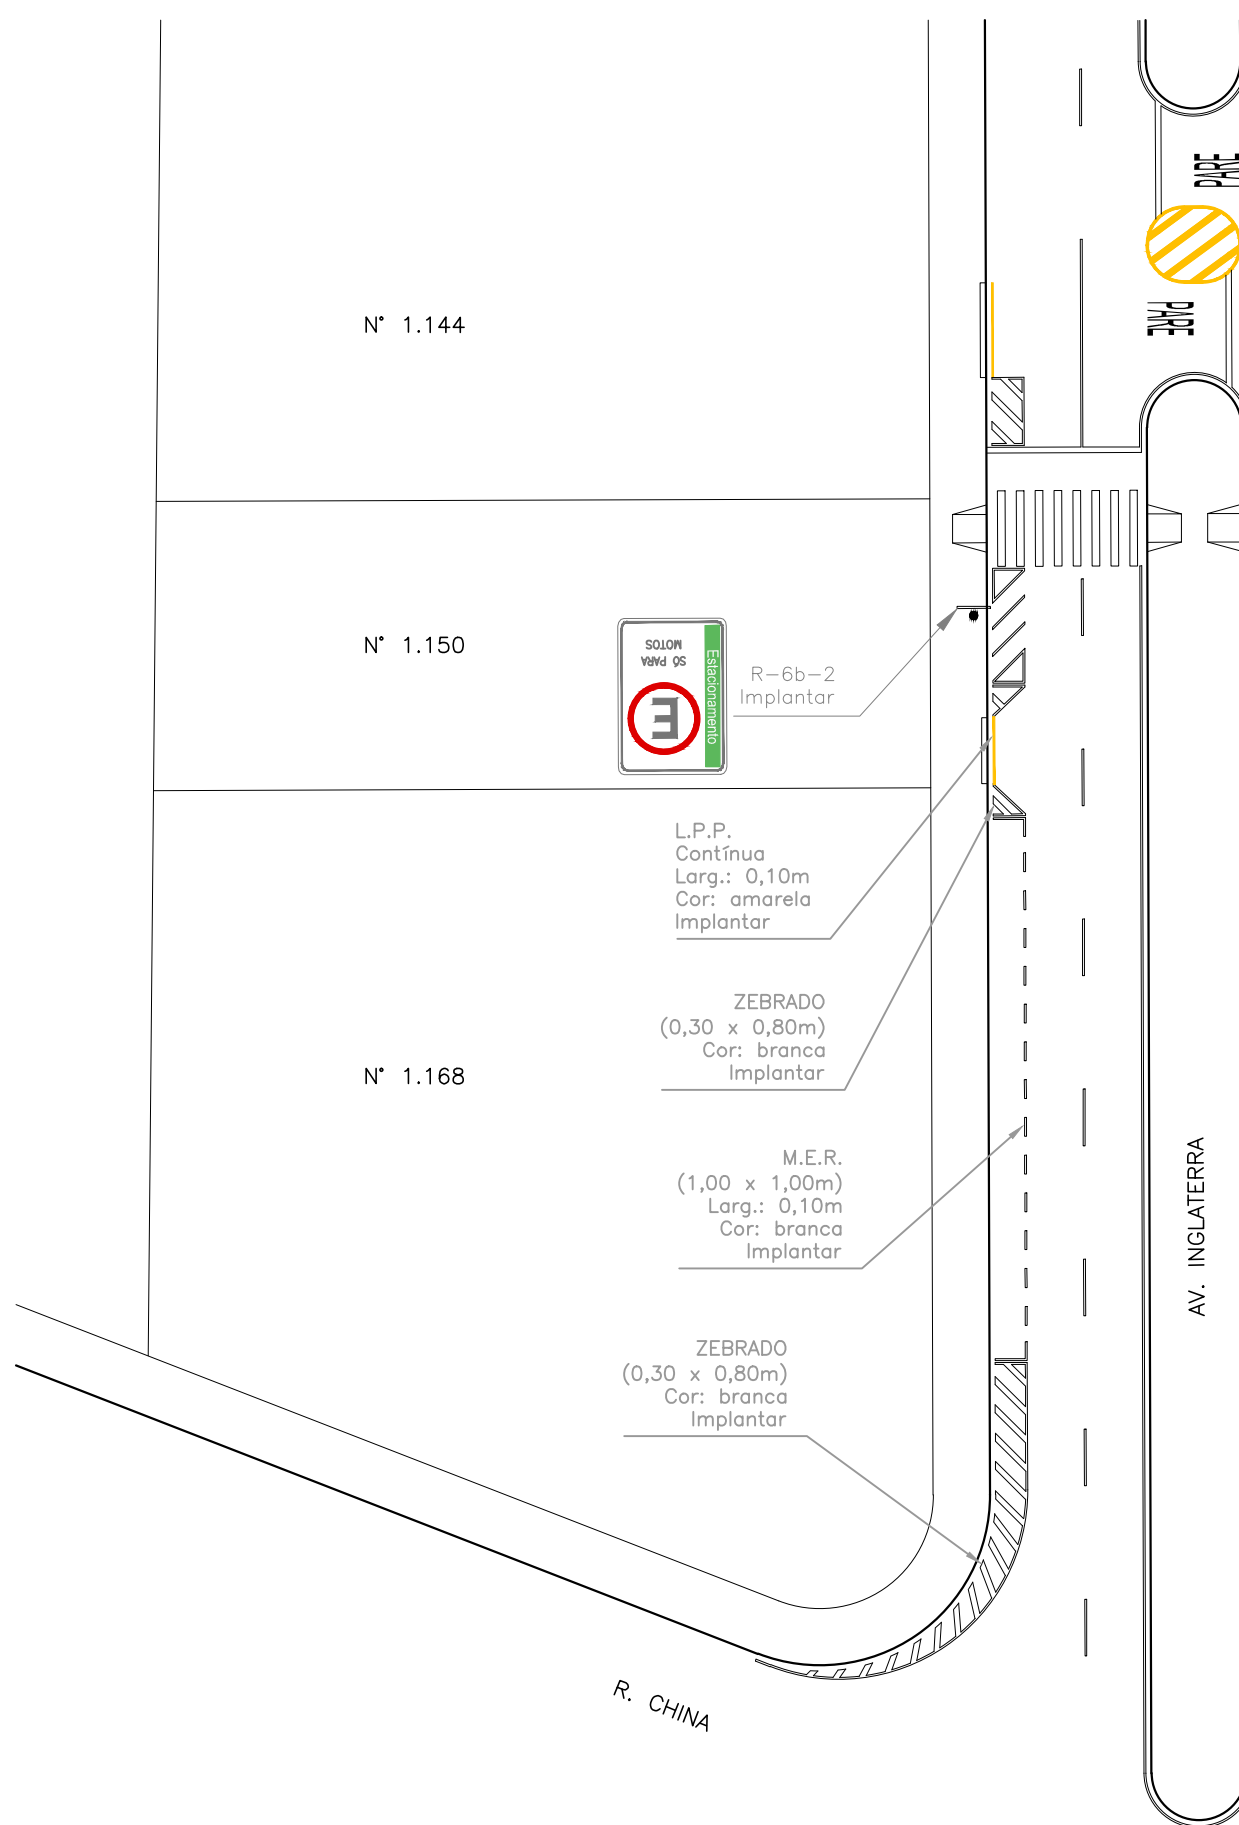 PARE
PARE
N° 1.144
N° 1.150
Estacionamento
E
SÓ PARA
MOTOS
R-6b-2
Implantar
L.P.P.
Contínua
Larg.: 0,10m
Cor: amarela
Implantar
ZEBRADO
(0,30 x 0,80m)
Cor: branca
Implantar
N° 1.168
M.E.R.
(1,00 x 1,00m)
Larg.: 0,10m
Cor: branca
Implantar
AV. INGLATERRA
ZEBRADO
(0,30 x 0,80m)
Cor: branca
Implantar
R. CHINA